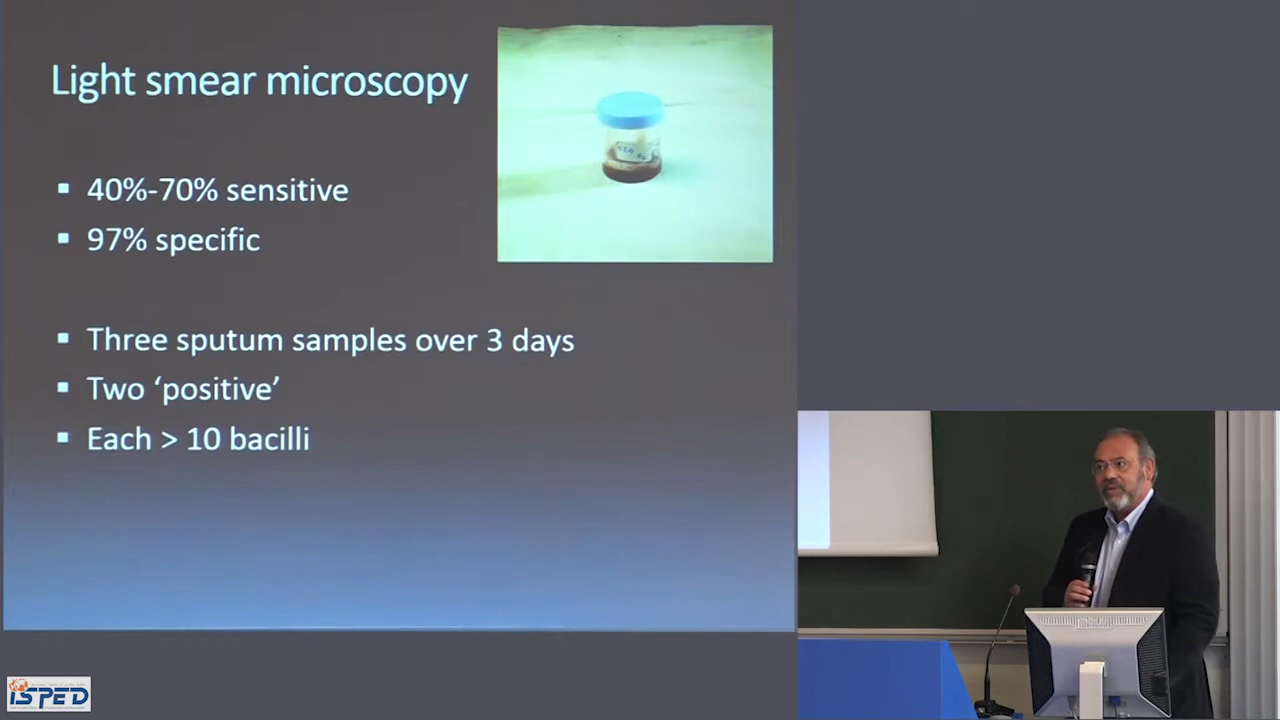 Light smear microscopy
▪ 40%-70% sensitive
▪ 97% specific
▪ Three sputum samples over 3 days
▪ Two ‘positive’
▪ Each > 10 bacilli
ISPED